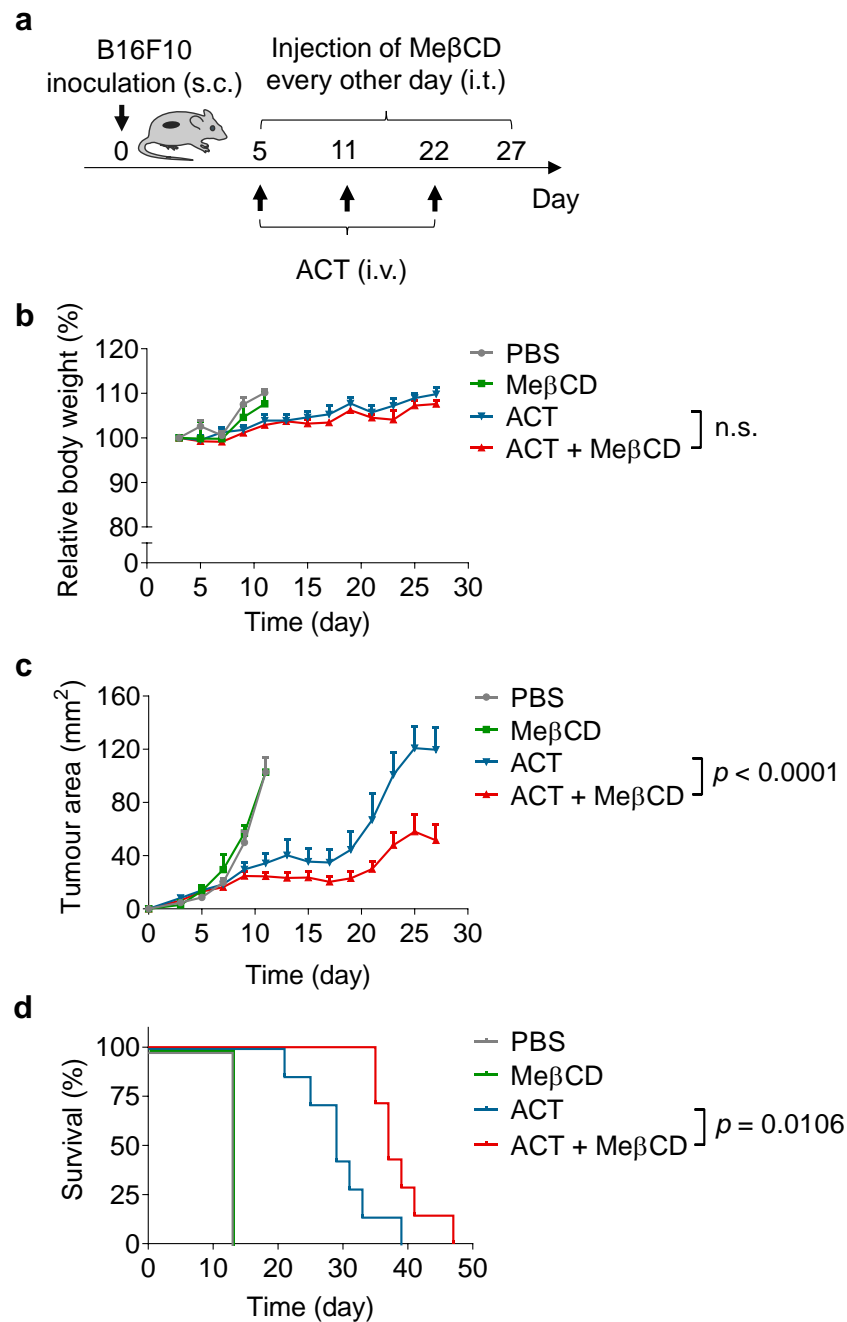 a
B16F10
inoculation (s.c.)
Injection of MeβCD
every other day (i.t.)
0 5 11 22 27
Day
ACT (i.v.)
b
Relative body weight (%)
120
110
100
90
80
0
0 5 10 15 20 25 30
Time (day)
PBS
MeβCD
ACT
ACT + MeβCD
n.s.
c
Tumour area (mm²)
160
120
80
40
0
0 5 10 15 20 25 30
Time (day)
PBS
MeβCD
ACT
ACT + MeβCD
p < 0.0001
d
Survival (%)
100
75
50
25
0
0 10 20 30 40 50
Time (day)
PBS
MeβCD
ACT
ACT + MeβCD
p = 0.0106